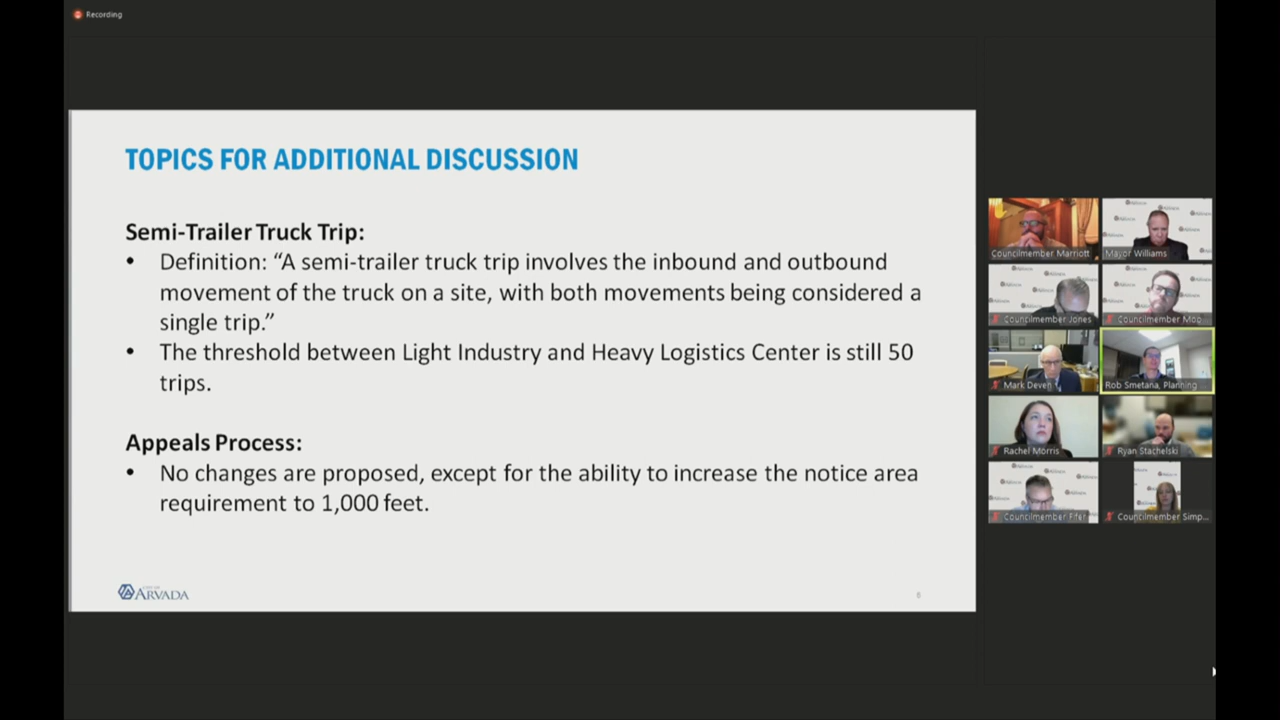 Recording
TOPICS FOR ADDITIONAL DISCUSSION
Semi-Trailer Truck Trip:
• Definition: “A semi-trailer truck trip involves the inbound and outbound
movement of the truck on a site, with both movements being considered a
single trip.”
• The threshold between Light Industry and Heavy Logistics Center is still 50
trips.
Appeals Process:
• No changes are proposed, except for the ability to increase the notice area
requirement to 1,000 feet.
ARVADA
Councilmember Marriott
Mayor Williams
Councilmember Jones
Councilmember
Mark Deven
Rob Smetana, Planning
Rachel Morris
Ryan Stachelski
Councilmember Fifer
Councilmember Simp...